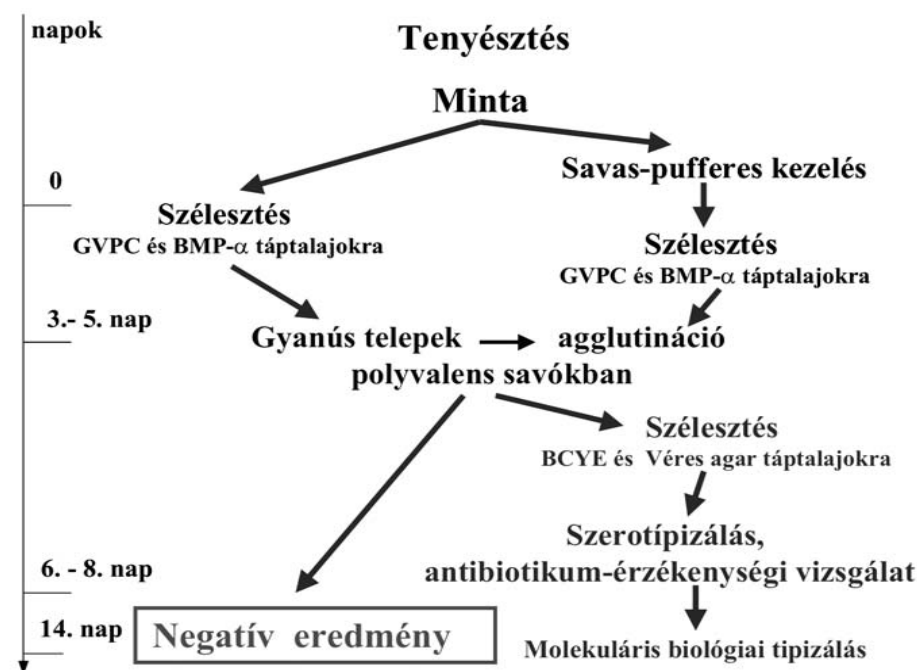 napok
Tenyésztés
Minta
Savas-pufferes kezelés
0
Szélesztés
GVPC és BMP-α táptalajokra
Szélesztés
GVPC és BMP-α táptalajokra
3.- 5. nap
Gyanús telepek
agglutináció
polyvalens savókban
Szélesztés
BCYE és Véres agar táptalajokra
Szerotípizálás,
antibiotikum-érzékenységi vizsgálat
6. - 8. nap
14. nap
Negatív eredmény
Molekuláris biológiai tipizálás